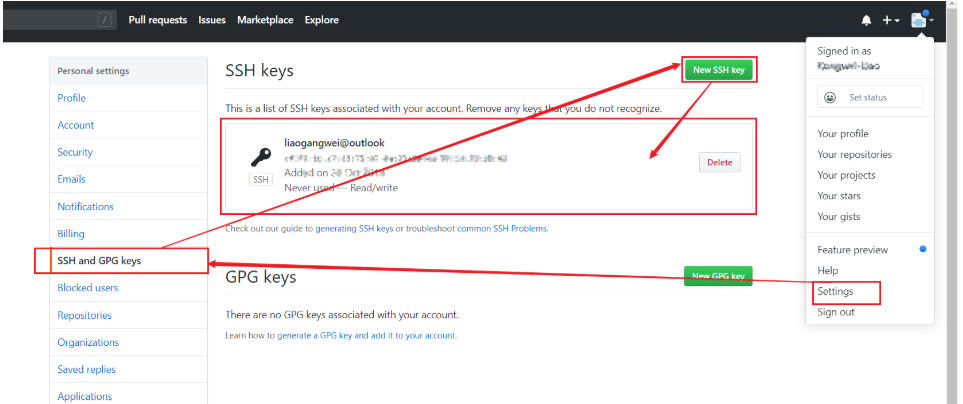 /
Pull requests Issues Marketplace Explore
Signed in as
Set status
Your profile
Your repositories
Your projects
Your stars
Your gists
Feature preview
Help
Settings
Sign out
Personal settings
Profile
Account
Security
Emails
Notifications
Billing
SSH and GPG keys
Blocked users
Repositories
Organizations
Saved replies
Applications
SSH keys
New SSH key
This is a list of SSH keys associated with your account. Remove any keys that you do not recognize.
liaogangwei@outlook
SSH
Added on Oct
Never used — Read/write
Delete
Check out our guide to generating SSH keys or troubleshoot common SSH Problems.
GPG keys
New GPG key
There are no GPG keys associated with your account.
Learn how to generate a GPG key and add it to your account.